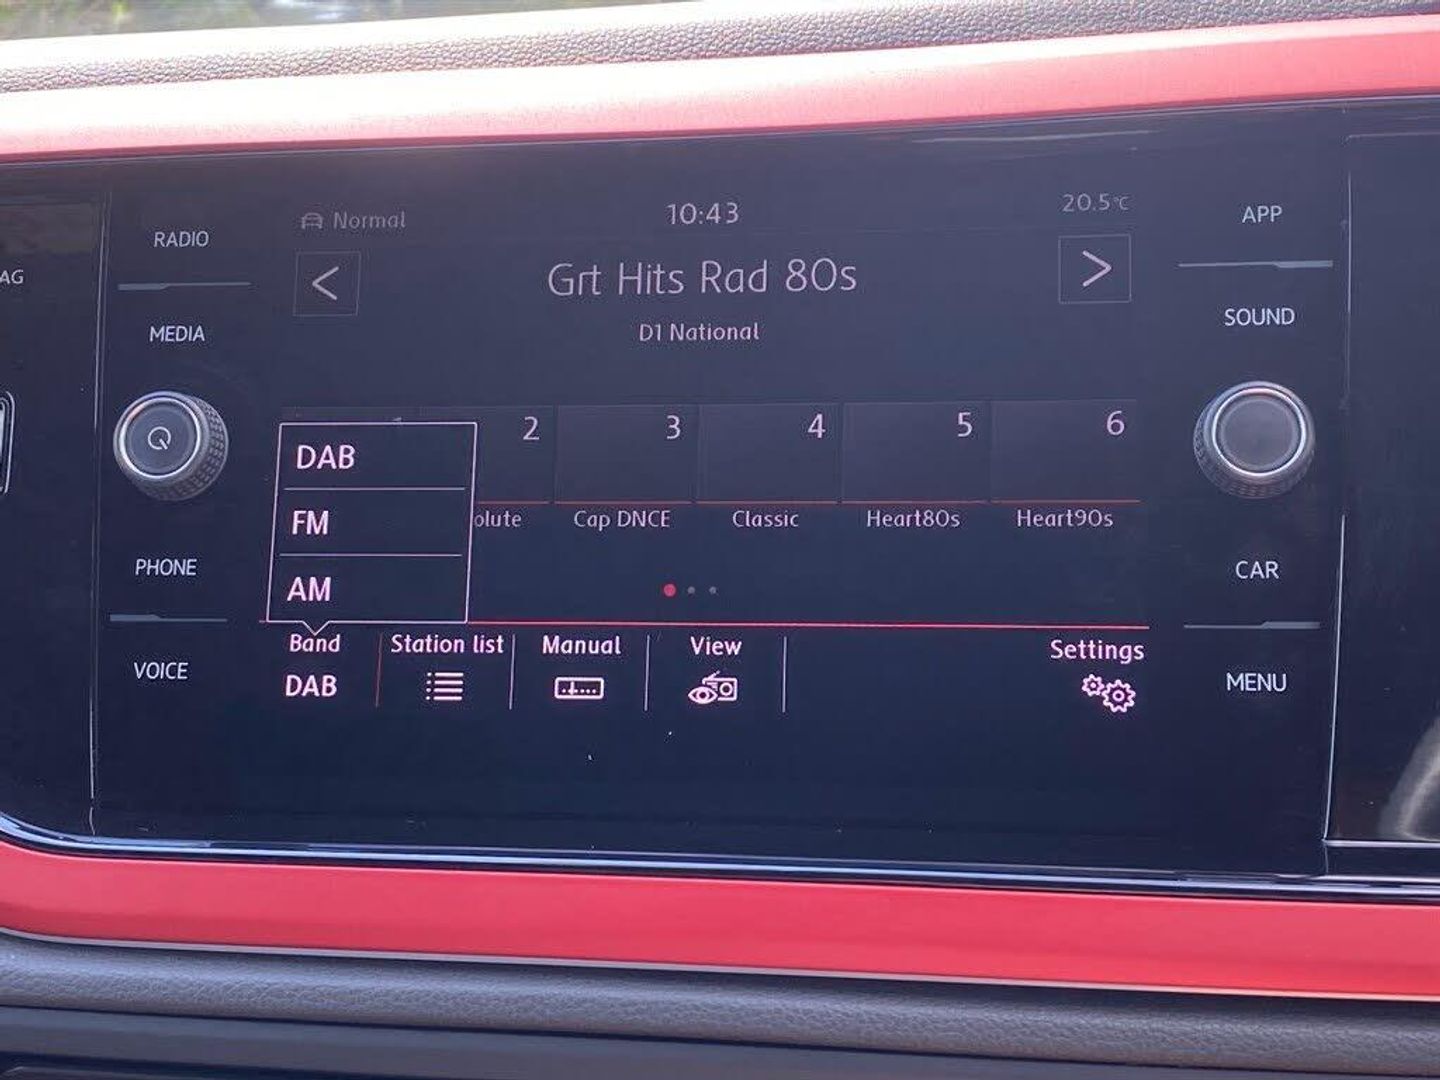 AG
RADIO
MEDIA
PHONE
VOICE
Normal
10:43
20.5°C
<
Grt Hits Rad 80s
>
D1 National
2
3
4
5
6
olute
Cap DNCE
Classic
Heart80s
Heart90s
DAB
FM
AM
Band
DAB
Station list
Manual
View
Settings
APP
SOUND
CAR
MENU